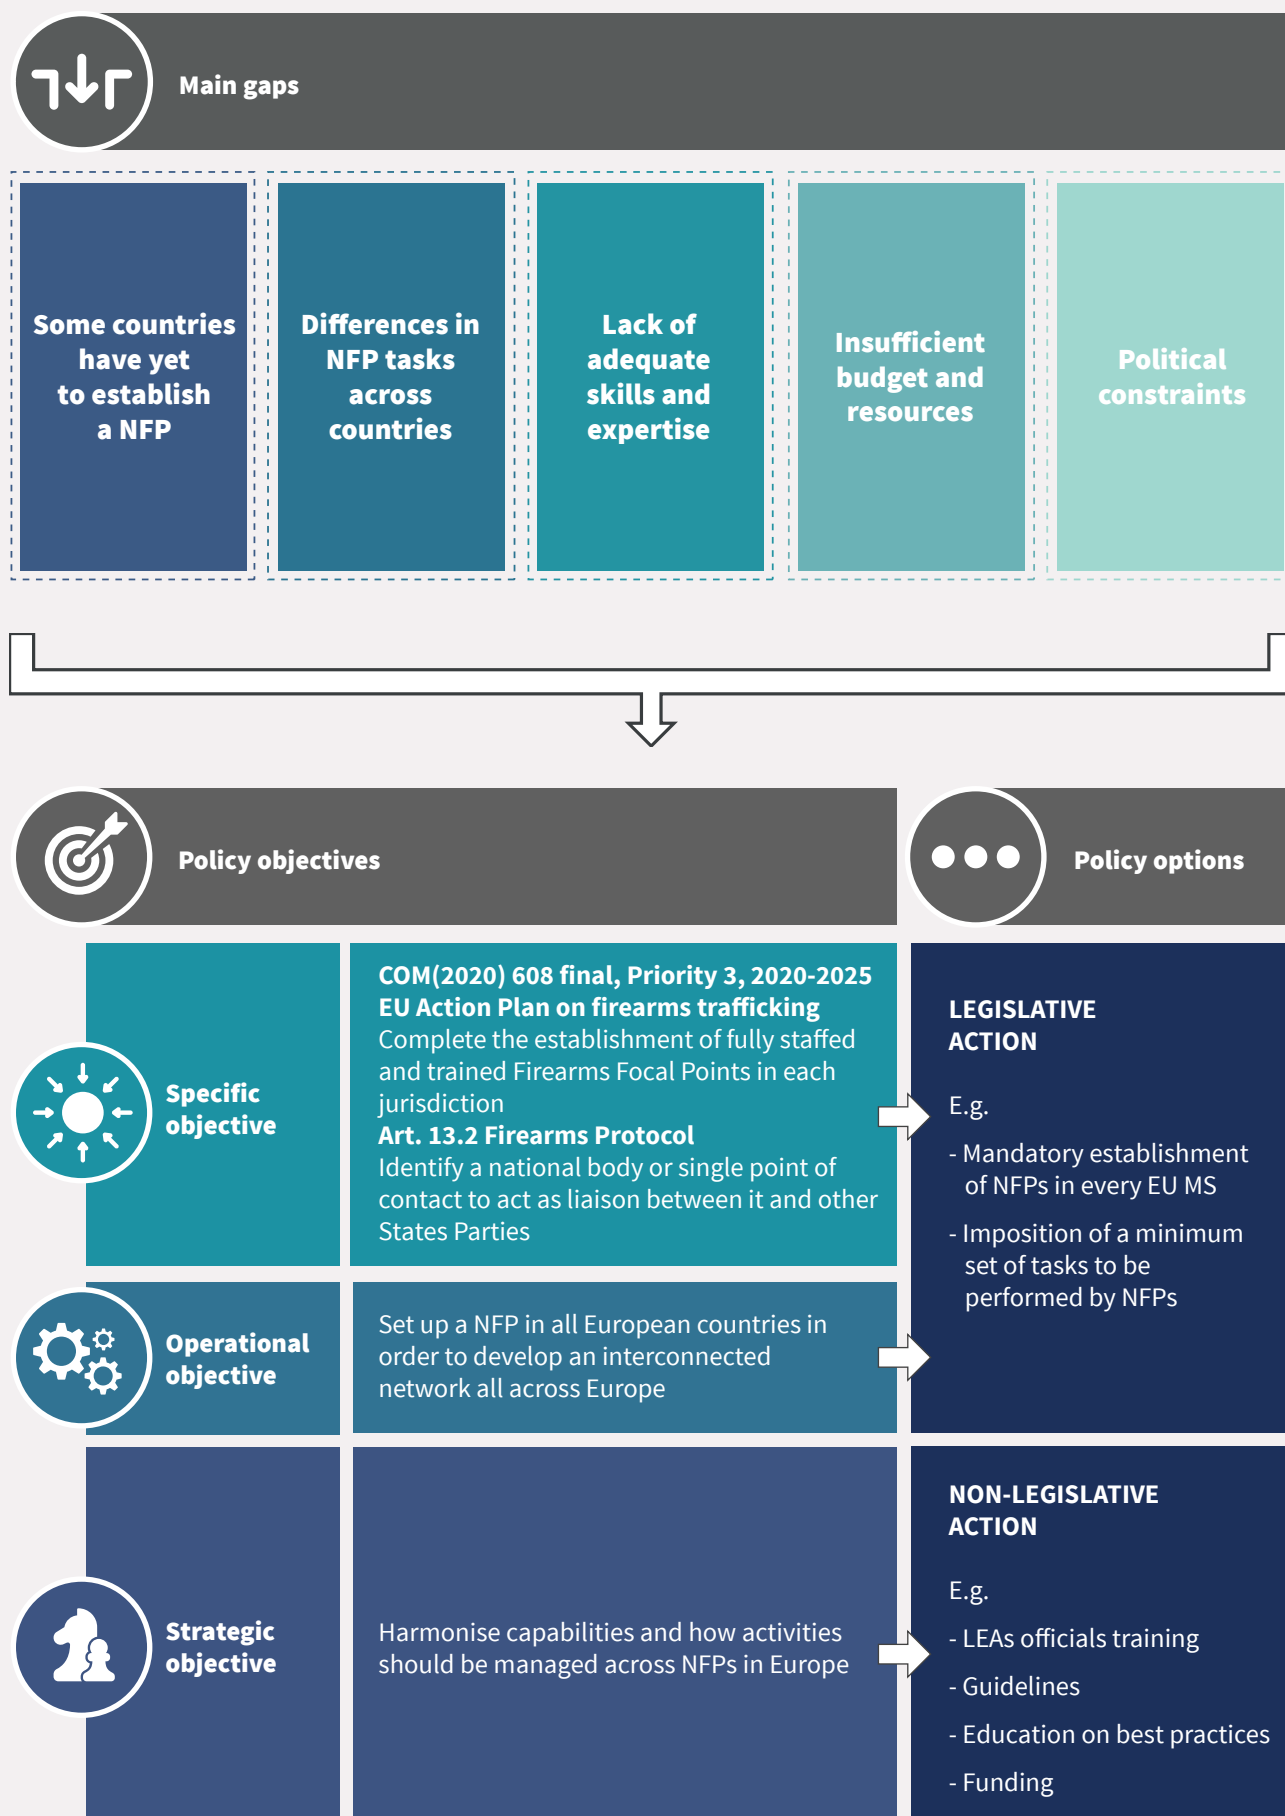 Main gaps
Some countries
have yet
to establish
a NFP
Differences in
NFP tasks
across
countries
Lack of
adequate
skills and
expertise
Insufficient
budget and
resources
Political
constraints
Policy objectives
Policy options
Specific
objective
COM(2020) 608 final, Priority 3, 2020-2025
EU Action Plan on firearms trafficking
Complete the establishment of fully staffed
and trained Firearms Focal Points in each
jurisdiction
Art. 13.2 Firearms Protocol
Identify a national body or single point of
contact to act as liaison between it and other
States Parties
LEGISLATIVE
ACTION
E.g.
- Mandatory establishment
of NFPs in every EU MS
- Imposition of a minimum
set of tasks to be
performed by NFPs
Operational
objective
Set up a NFP in all European countries in
order to develop an interconnected
network all across Europe
Strategic
objective
Harmonise capabilities and how activities
should be managed across NFPs in Europe
NON-LEGISLATIVE
ACTION
E.g.
- LEAs officials training
- Guidelines
- Education on best practices
- Funding